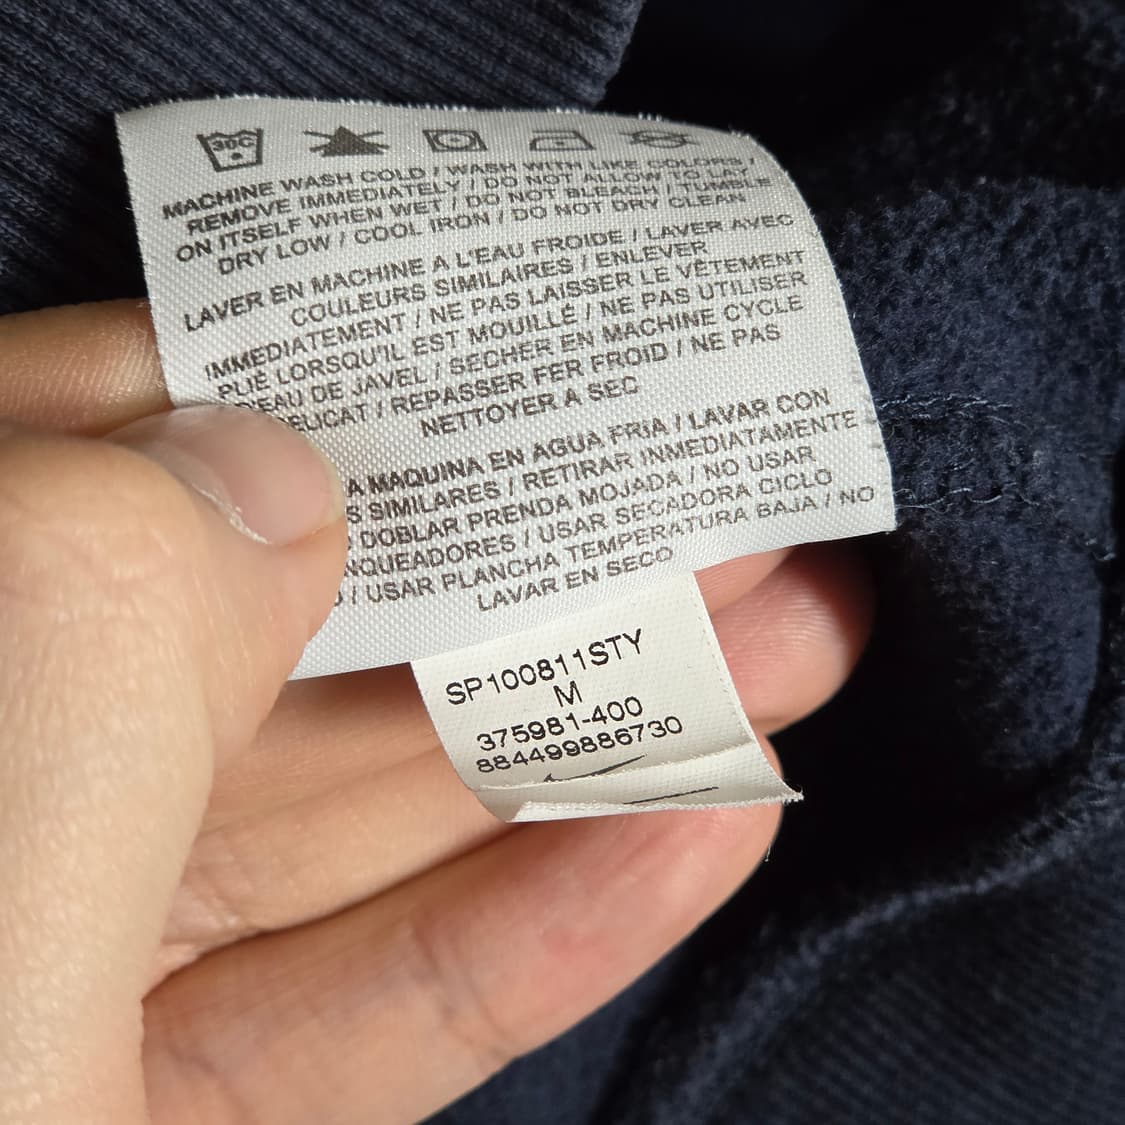 30C
MACHINE WASH COLD / WASH WITH LIKE COLORS /
REMOVE IMMEDIATELY / DO NOT ALLOW TO LAY
ON ITSELF WHEN WET / DO NOT BLEACH / TUMBLE
DRY LOW / COOL IRON / DO NOT DRY CLEAN
LAVER EN MACHINE A L'EAU FROIDE / LAVER AVEC
COULEURS SIMILAIRES / ENLEVER
IMMEDIATEMENT / NE PAS LAISSER LE VÊTEMENT
PLIE LORSQU'IL EST MOUILLÉ / NE PAS UTILISER
D'EAU DE JAVEL / SECHER EN MACHINE CYCLE
ELICAT / REPASSER FER FROID / NE PAS
NETTOYER A SEC
A MAQUINA EN AGUA FRIA / LAVAR CON
S SIMILARES / RETIRAR INMEDIATAMENTE
DOBLAR PRENDA MOJADA / NO USAR
NQUEADORES / USAR SECADORA CICLO
/ USAR PLANCHA TEMPERATURA BAJA / NO
LAVAR EN SECO
SP100811STY
M
375981-400
884499886730